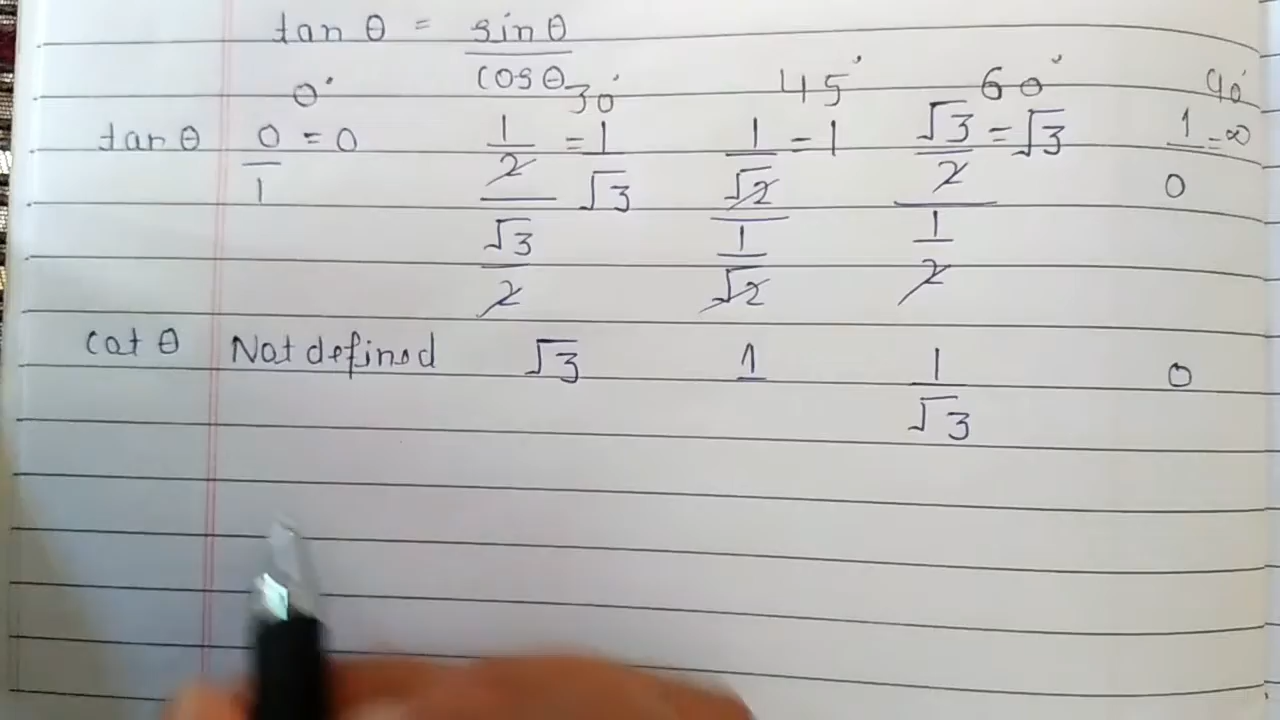 tan θ = sin θ / cos θ
0° 30° 45° 60° 90°
tan θ 0/1 = 0 (1/2)/(√3/2) = 1/√3 (1/√2)/(1/√2) = 1 (√3/2)/(1/2) = √3 1/0 = ∞
cot θ Not defined √3 1 1/√3 0